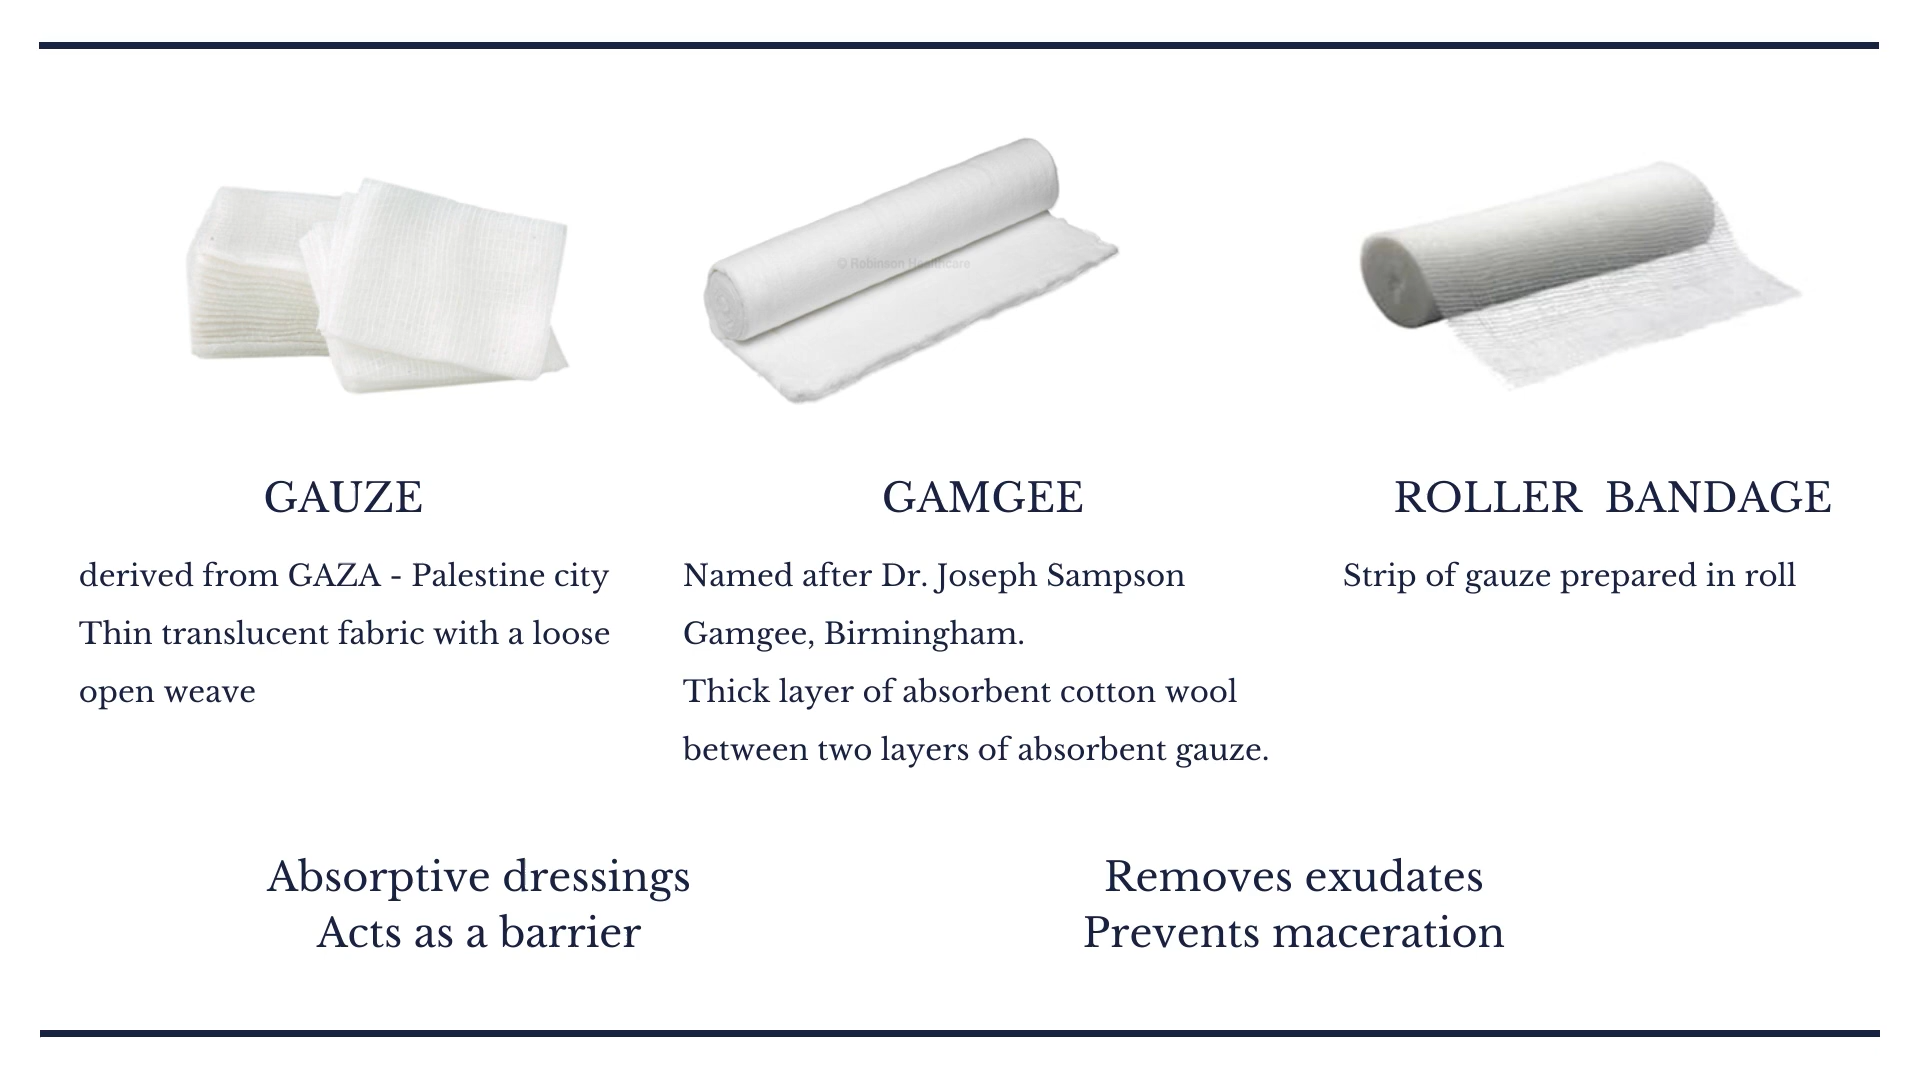 © Robinson Healthcare
GAUZE
derived from GAZA - Palestine city
Thin translucent fabric with a loose
open weave
GAMGEE
Named after Dr. Joseph Sampson
Gamgee, Birmingham.
Thick layer of absorbent cotton wool
between two layers of absorbent gauze.
ROLLER BANDAGE
Strip of gauze prepared in roll
Absorptive dressings
Acts as a barrier
Removes exudates
Prevents maceration